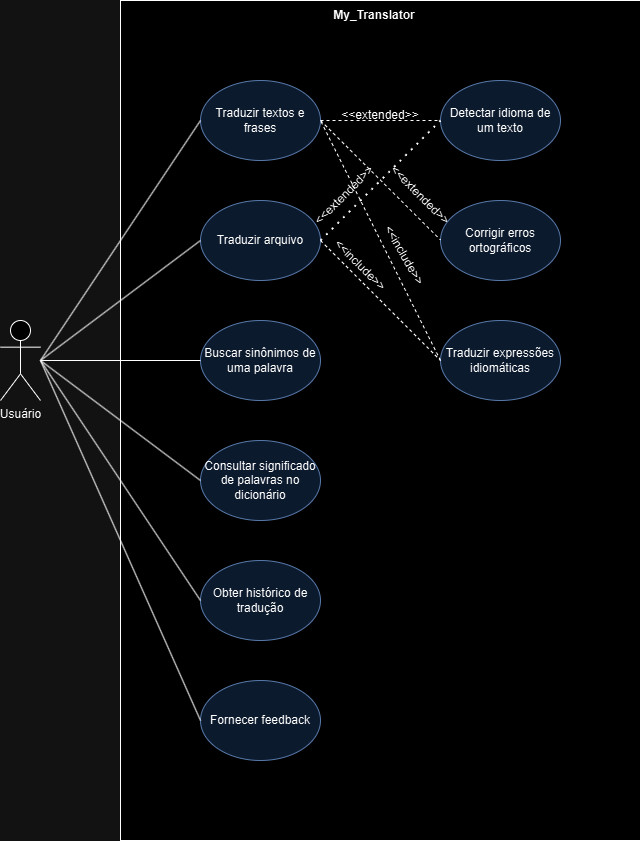 My_Translator
Traduzir textos e
frases
<<extended>>
Detectar idioma de
um texto
<<extended>>
<<extended>>
Traduzir arquivo
Corrigir erros
ortográficos
<<include>>
<<include>>
Usuário
Buscar sinônimos de
uma palavra
Traduzir expressões
idiomáticas
Consultar significado
de palavras no
dicionário
Obter histórico de
tradução
Fornecer feedback